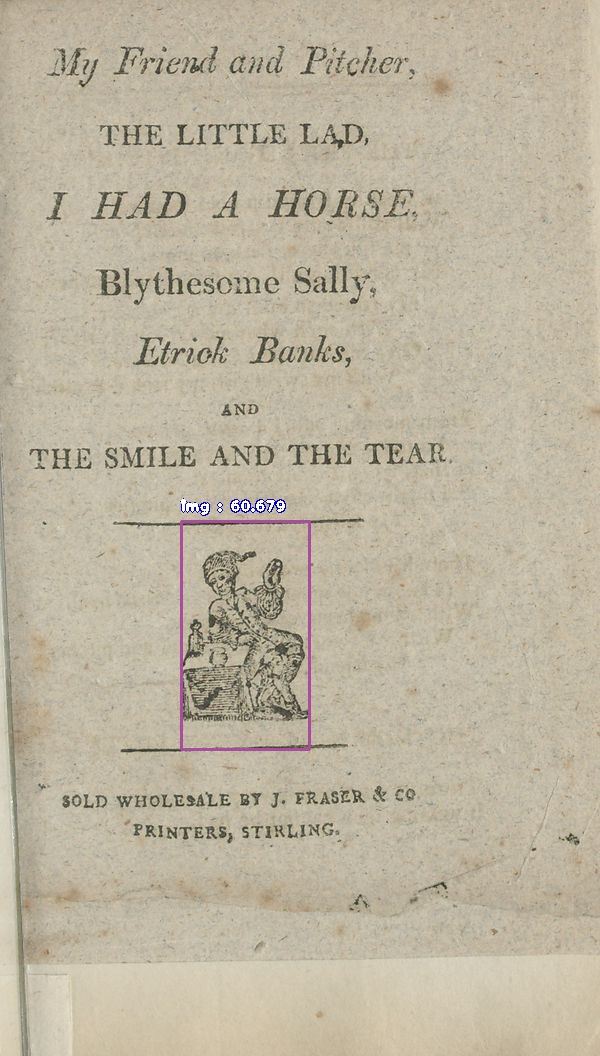 My Friend and Pitcher,
THE LITTLE LAD,
I HAD A HORSE,
Blythesome Sally,
Etrick Banks,
AND
THE SMILE AND THE TEAR.
img : 60.679
SOLD WHOLESALE BY J. FRASER & CO
PRINTERS, STIRLING.